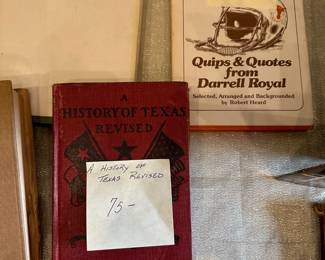 Quips & Quotes
from
Darrell Royal
Selected, Arranged and Backgrounded
by Robert Heard
A
HISTORY OF TEXAS
REVISED
A HISTORY OF
TEXAS REVISED
75-